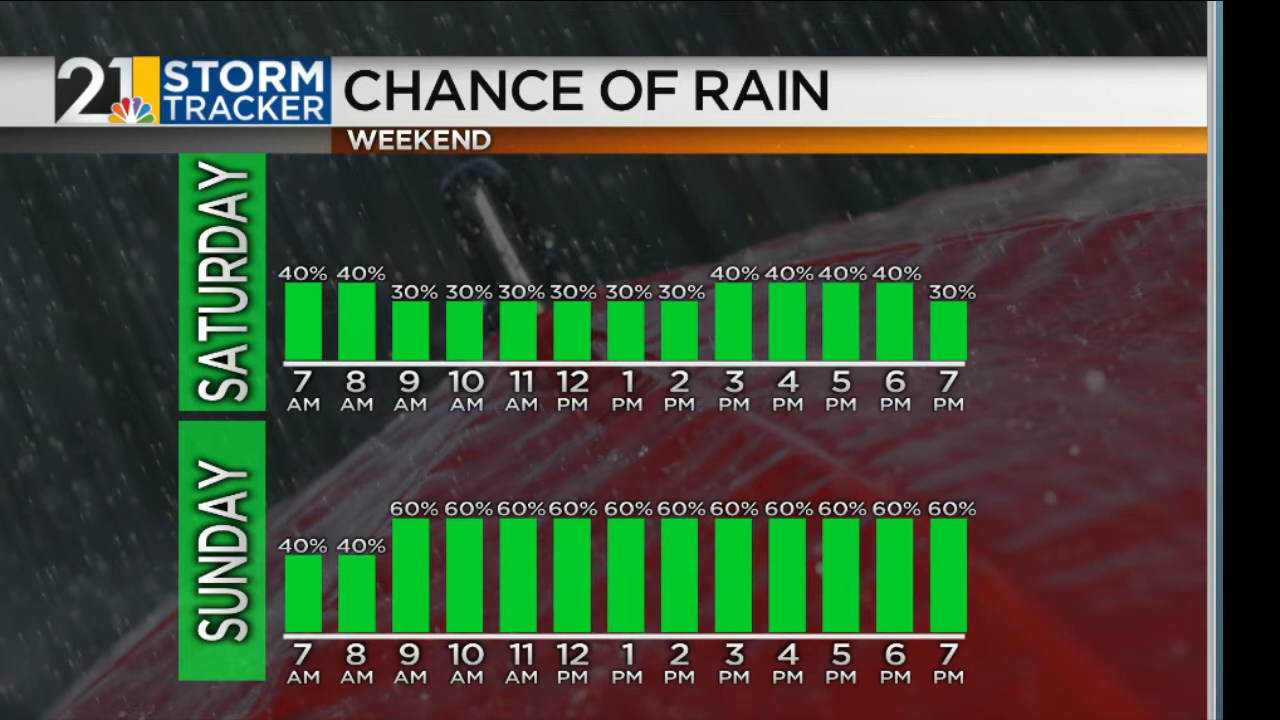 21 STORM TRACKER
CHANCE OF RAIN
WEEKEND
SATURDAY
40% 40% 30% 30% 30% 30% 30% 30% 40% 40% 40% 40% 30%
7 8 9 10 11 12 1 2 3 4 5 6 7
AM AM AM AM AM PM PM PM PM PM PM PM PM
SUNDAY
40% 40% 60% 60% 60% 60% 60% 60% 60% 60% 60% 60% 60%
7 8 9 10 11 12 1 2 3 4 5 6 7
AM AM AM AM AM PM PM PM PM PM PM PM PM